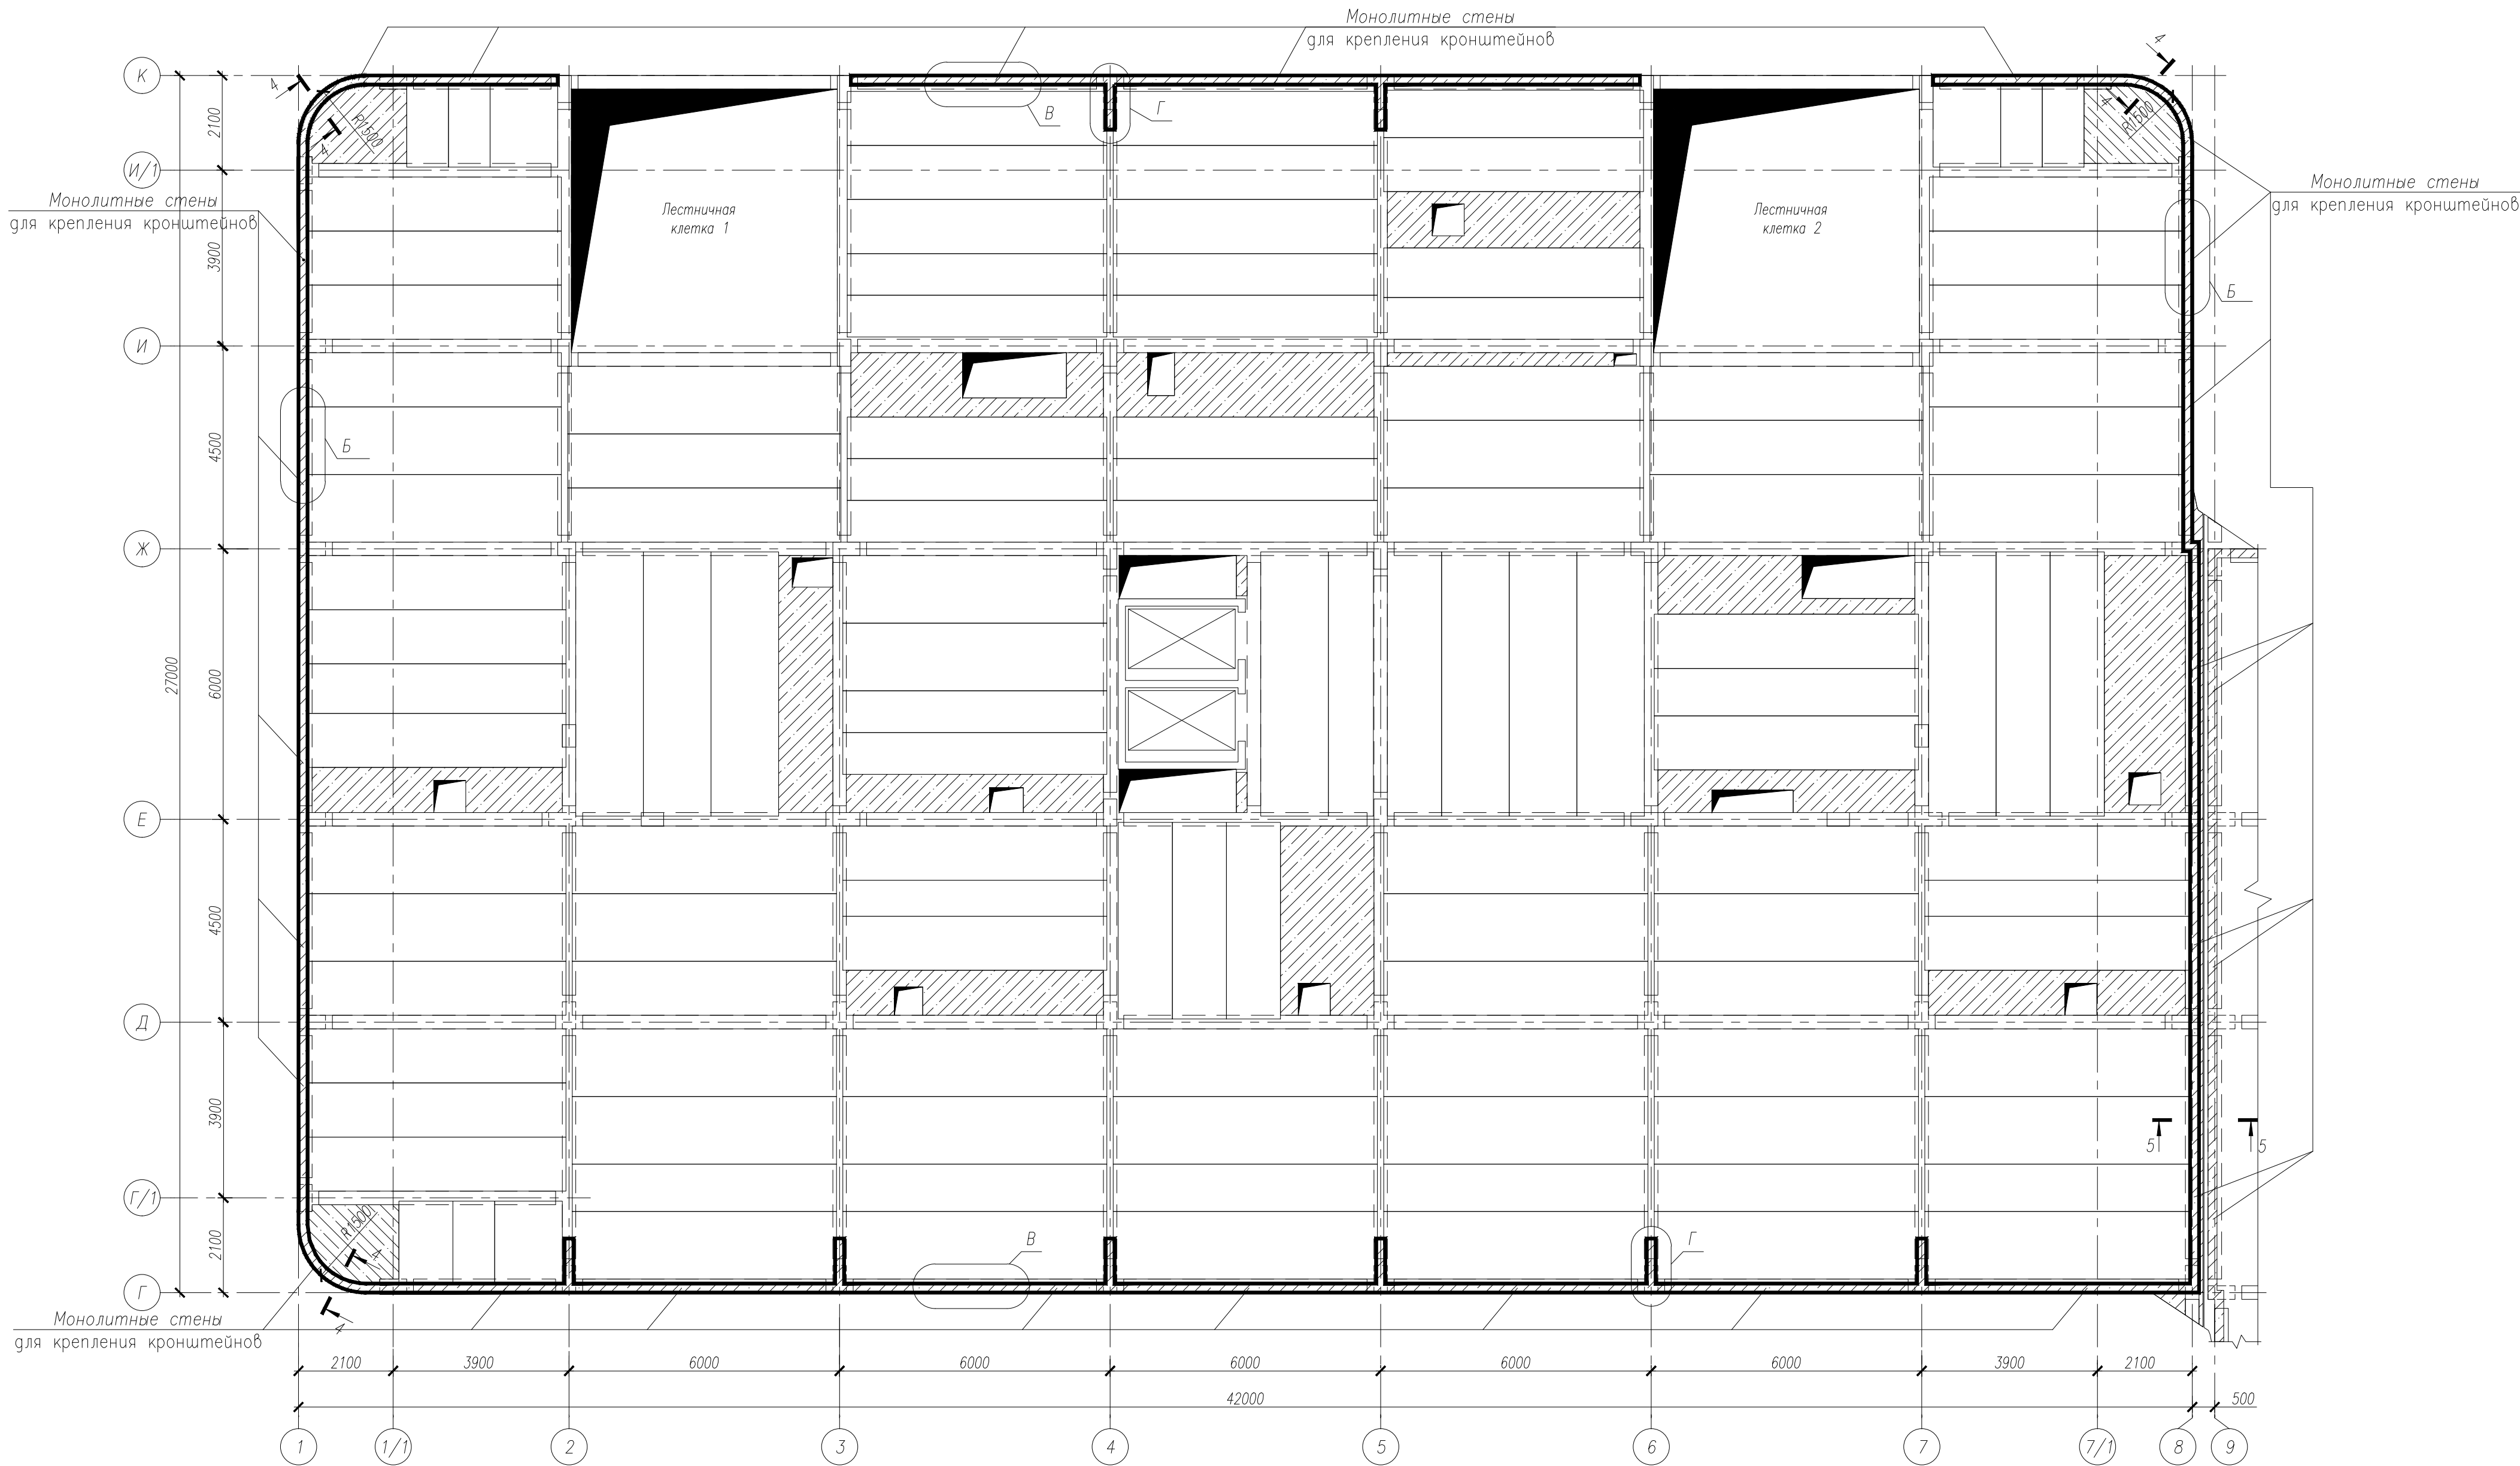 Монолитные стены
для крепления кронштейнов
К
4
4
R1500
В
Г
4
4
R1500
2100
И/1
Монолитные стены
для крепления кронштейнов
Лестничная
клетка 1
Лестничная
клетка 2
Монолитные стены
для крепления кронштейнов
3900
Б
И
4500
Б
Ж
27000
6000
Е
4500
Д
3900
5
5
Г/1
R1500
4
2100
В
Г
Г
Монолитные стены
для крепления кронштейнов
4
2100
3900
6000
6000
6000
6000
6000
3900
2100
42000
500
1
1/1
2
3
4
5
6
7
7/1
8
9